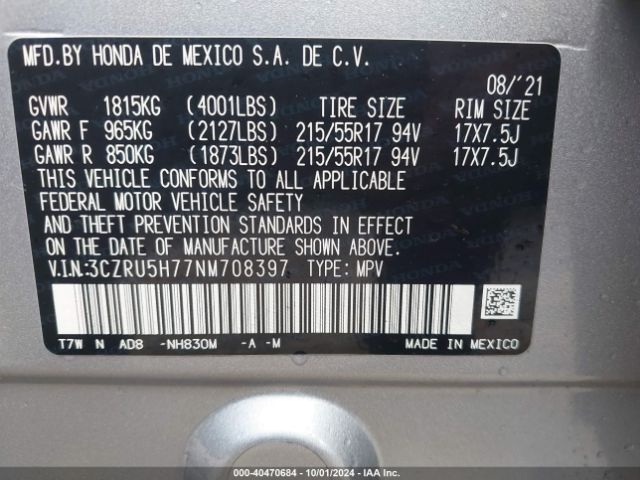 MFD.BY HONDA DE MEXICO S.A. DE C.V.
08/'21
GVWR 1815KG (4001LBS) TIRE SIZE RIM SIZE
GAWR F 965KG (2127LBS) 215/55R17 94V 17X7.5J
GAWR R 850KG (1873LBS) 215/55R17 94V 17X7.5J
THIS VEHICLE CONFORMS TO ALL APPLICABLE
FEDERAL MOTOR VEHICLE SAFETY
AND THEFT PREVENTION STANDARDS IN EFFECT
ON THE DATE OF MANUFACTURE SHOWN ABOVE.
V.I.N.:3CZRU5H77NM708397 TYPE: MPV
T7W N AD8 -NH830M -A -M MADE IN MEXICO
000-40470684 - 10/01/2024 - IAA Inc.